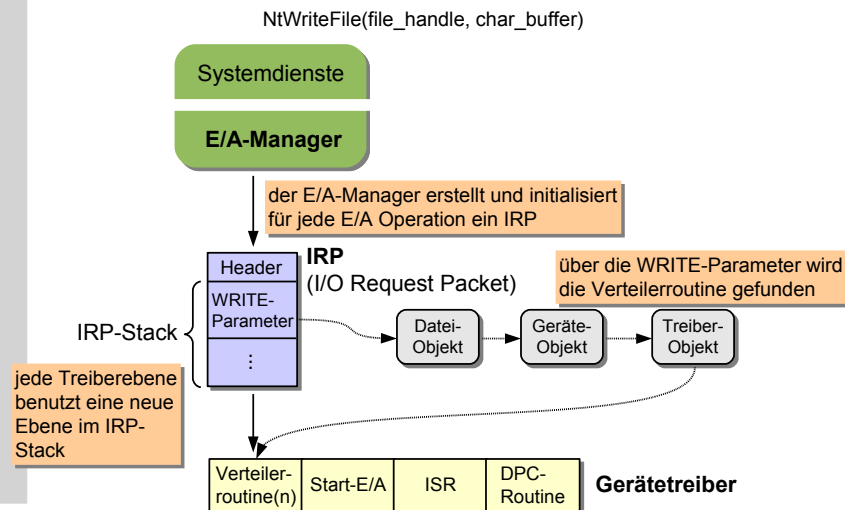 NtWriteFile(file_handle, char_buffer)
Systemdienste
E/A-Manager
der E/A-Manager erstellt und initialisiert
für jede E/A Operation ein IRP
IRP
(I/O Request Packet)
Header
WRITE-
Parameter
⋮
IRP-Stack
über die WRITE-Parameter wird
die Verteilerroutine gefunden
Datei-
Objekt
Geräte-
Objekt
Treiber-
Objekt
jede Treiberebene
benutzt eine neue
Ebene im IRP-
Stack
Verteiler-
routine(n)
Start-E/A
ISR
DPC-
Routine
Gerätetreiber